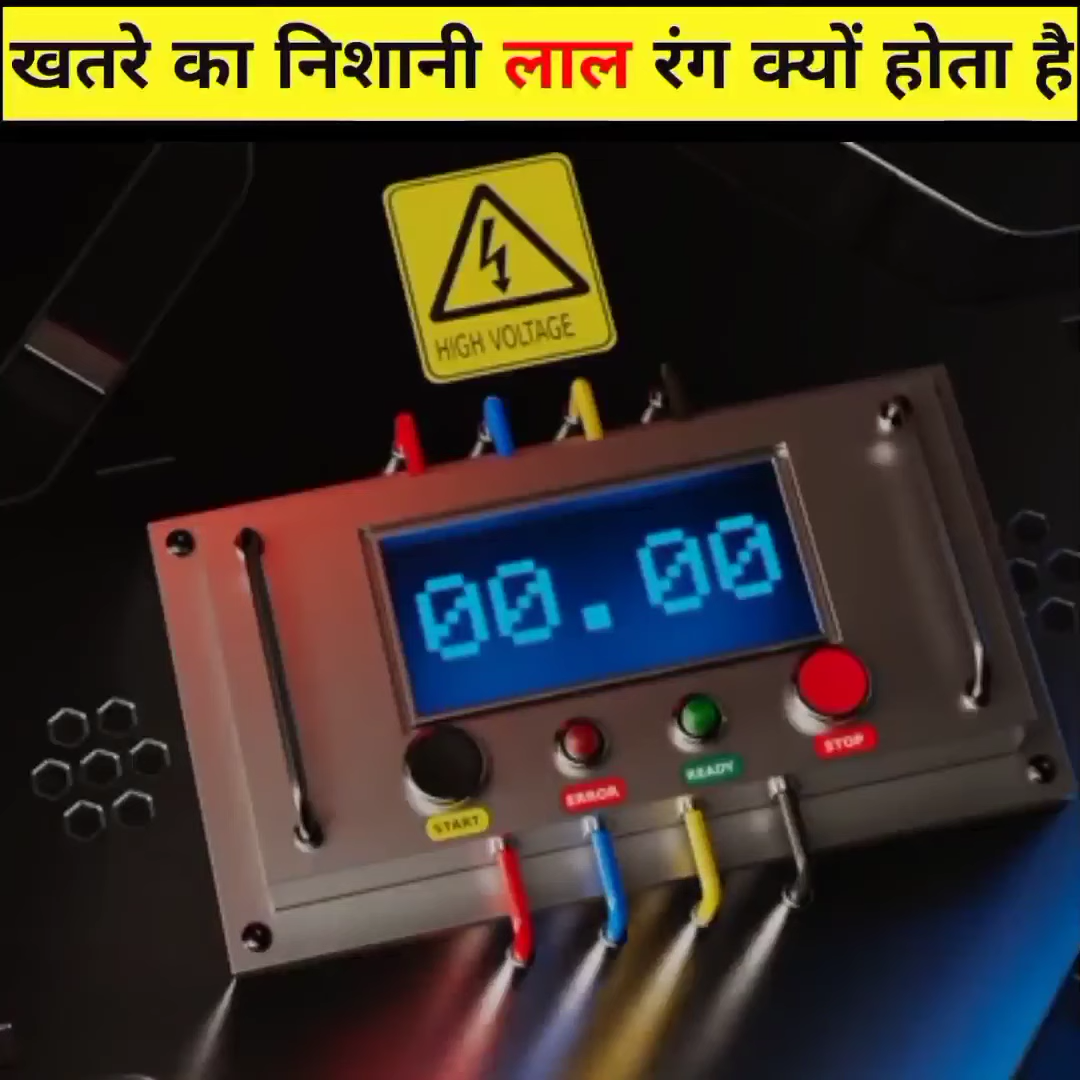 खतरे का निशानी लाल रंग क्यों होता है
HIGH VOLTAGE
00.00
START
ERROR
READY
STOP